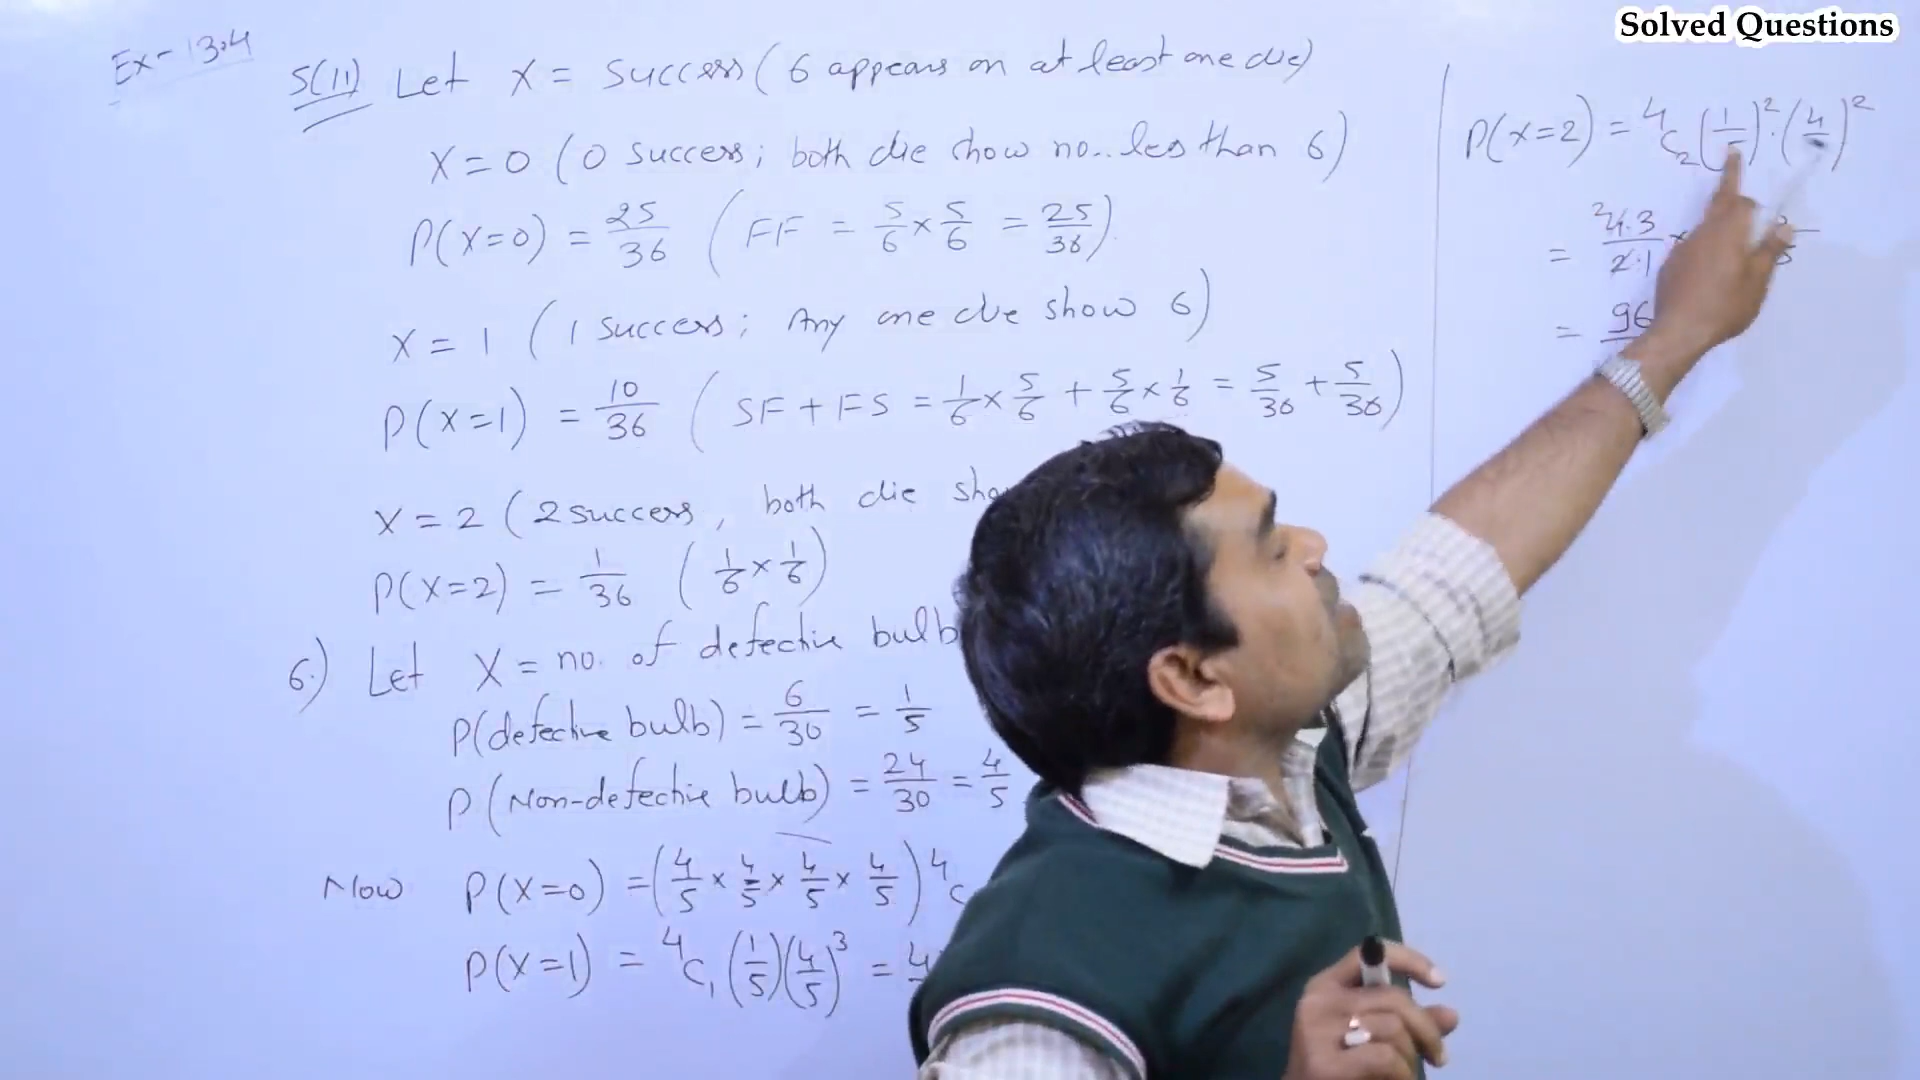 Solved Questions
Ex-13.4
5(ii) Let X = Success (6 appears on at least one die)
X = 0 (0 success; both die show no.. les than 6)
P(X=0) = 25/36 (FF = 5/6 × 5/6 = 25/36)
X = 1 (1 success; Any one die show 6)
P(X=1) = 10/36 (SF + FS = 1/6 × 5/6 + 5/6 × 1/6 = 5/36 + 5/36)
X = 2 (2 success, both die
P(X=2) = 1/36 (1/6 × 1/6)
6.) Let X = no. of defective bulb
P(defective bulb) = 6/30 = 1/5
P(Non-defective bulb) = 24/30 = 4/5
Now P(X=0) = (4/5 × 4/5 × 4/5 × 4/5) ⁴C
P(X=1) = ⁴C₁ (1/5)(4/5)³ = 4
P(X=2) = ⁴C₂ (1/ )² · (4/ )²
= 4·3/2·1 ×
= 96